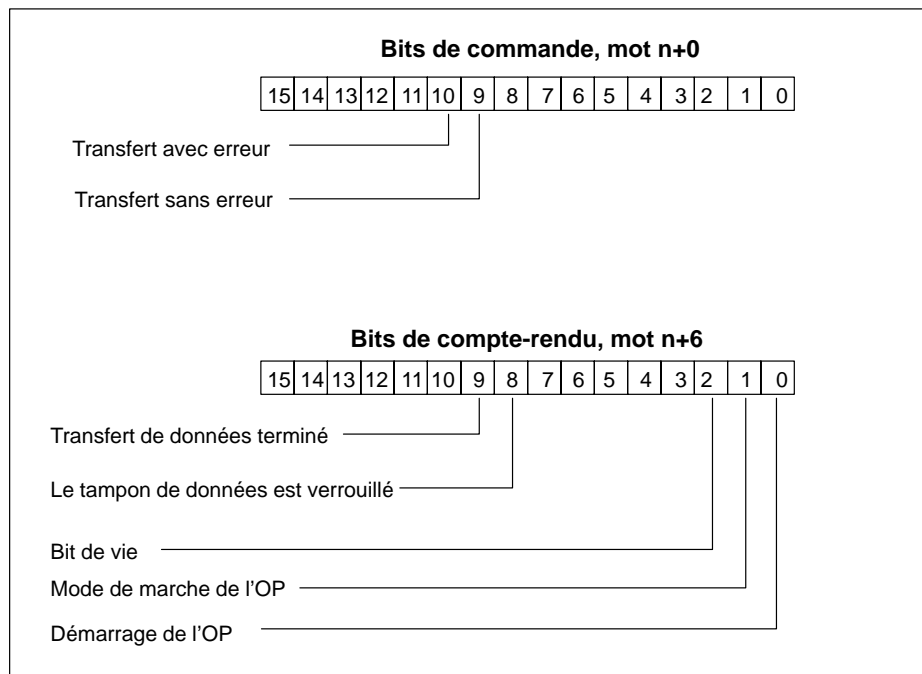 Bits de commande, mot n+0
15 14 13 12 11 10 9 8 7 6 5 4 3 2 1 0
Transfert avec erreur
Transfert sans erreur
Bits de compte-rendu, mot n+6
15 14 13 12 11 10 9 8 7 6 5 4 3 2 1 0
Transfert de données terminé
Le tampon de données est verrouillé
Bit de vie
Mode de marche de l’OP
Démarrage de l’OP